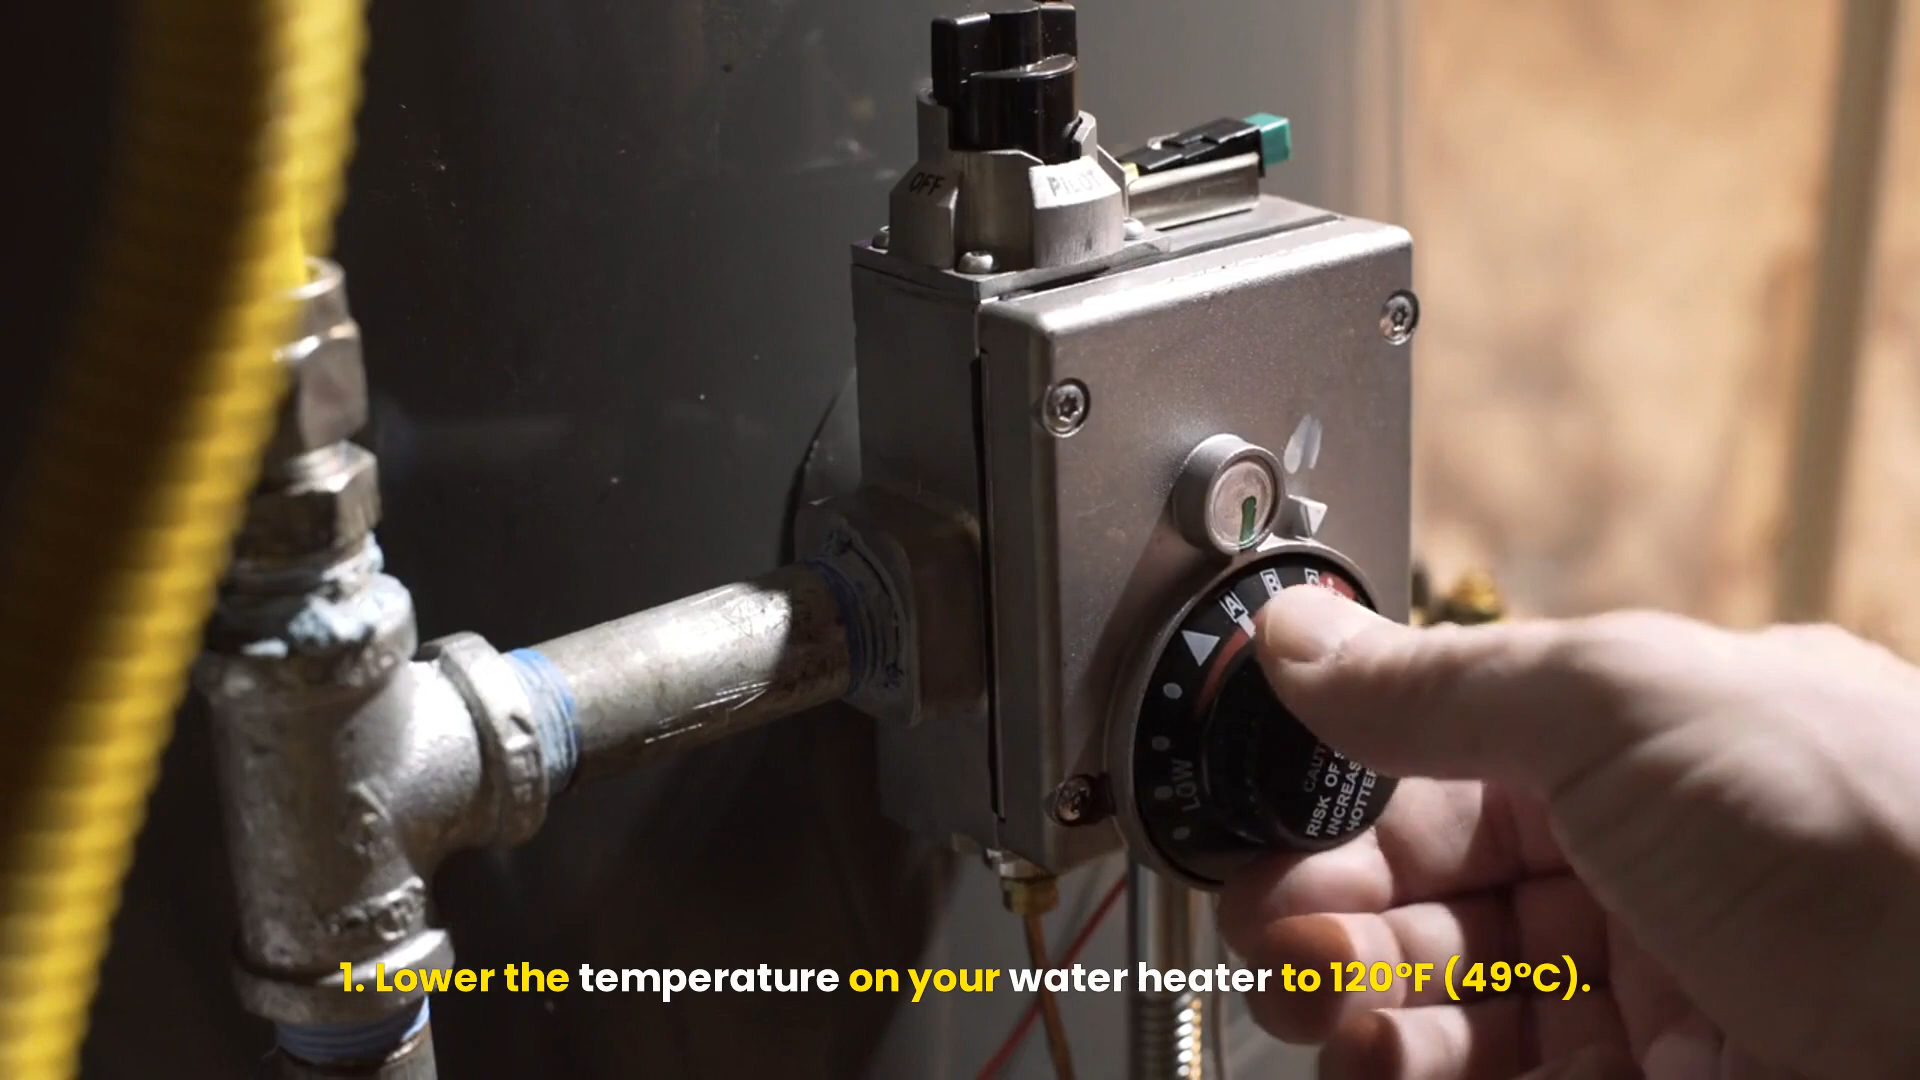 OFF
PILOT
A
B
C
LOW
RISK OF
INCREAS
HOTTER
1. Lower the temperature on your water heater to 120°F (49°C).